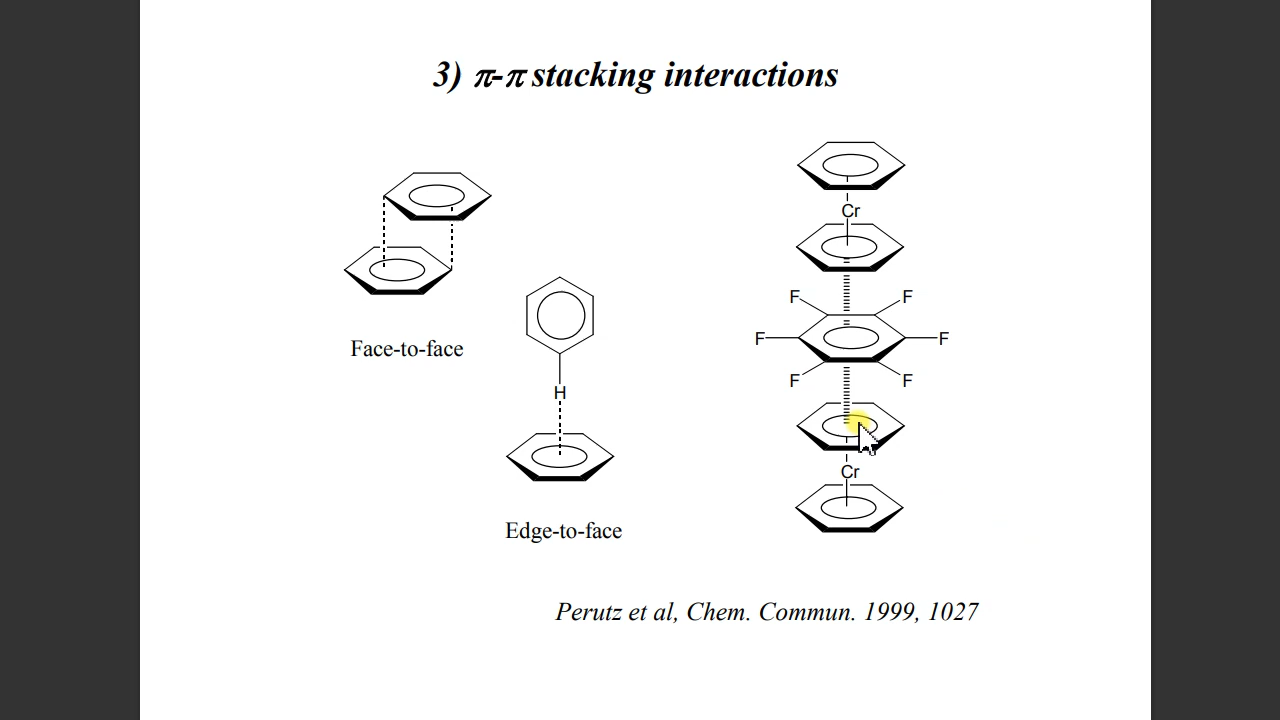 3) π-π stacking interactions
Face-to-face
H
Edge-to-face
Cr
F F
F F
F F
Cr
Perutz et al, Chem. Commun. 1999, 1027